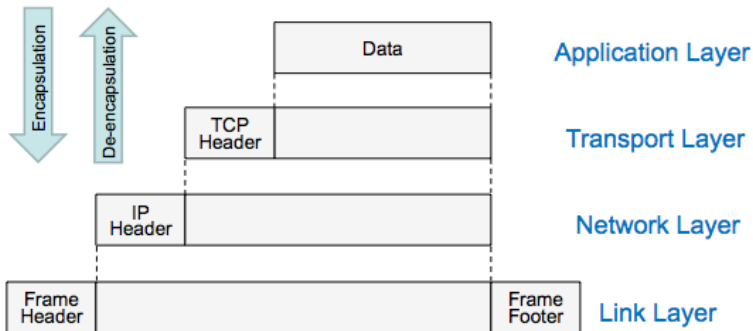 Encapsulation
De-encapsulation
Data
Application Layer
TCP
Header
Transport Layer
IP
Header
Network Layer
Frame
Header
Frame
Footer
Link Layer